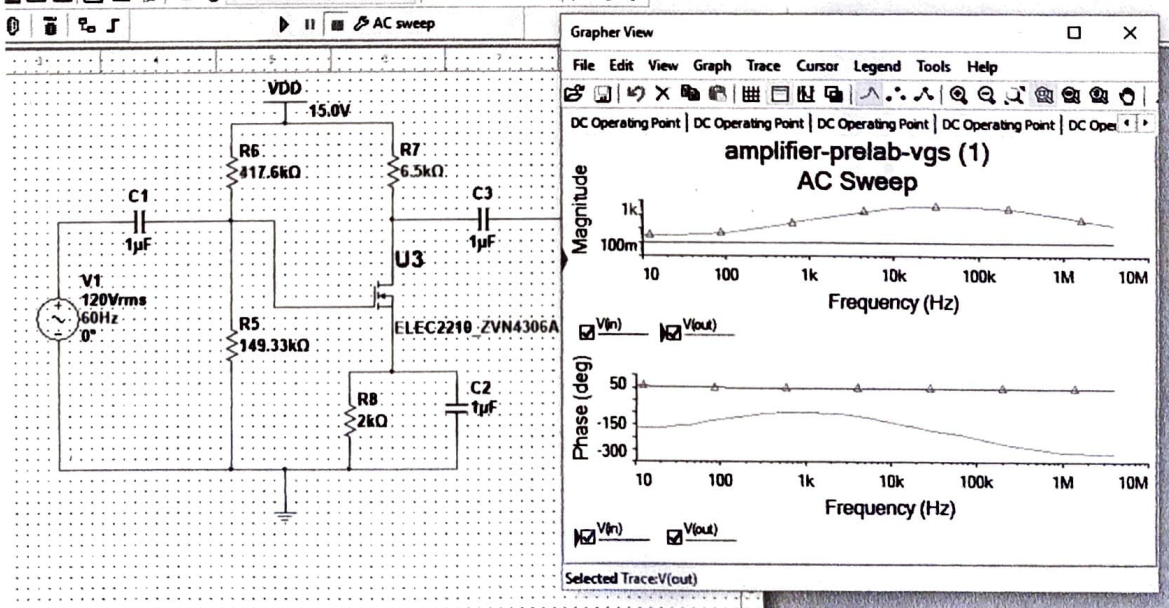 AC sweep
VDD
15.0V
R6
417.6kΩ
R7
6.5kΩ
C1
1µF
C3
1µF
U3
V1
120Vrms
60Hz
0°
R5
149.33kΩ
ELEC2210_ZVN4306A
R8
2kΩ
C2
1µF
Grapher View
File Edit View Graph Trace Cursor Legend Tools Help
DC Operating Point DC Operating Point DC Operating Point DC Operating Point DC Oper
amplifier-prelab-vgs (1)
AC Sweep
Magnitude
1k
100m
10 100 1k 10k 100k 1M 10M
Frequency (Hz)
V(in) V(out)
Phase (deg)
50
-150
-300
10 100 1k 10k 100k 1M 10M
Frequency (Hz)
V(in) V(out)
Selected Trace:V(out)